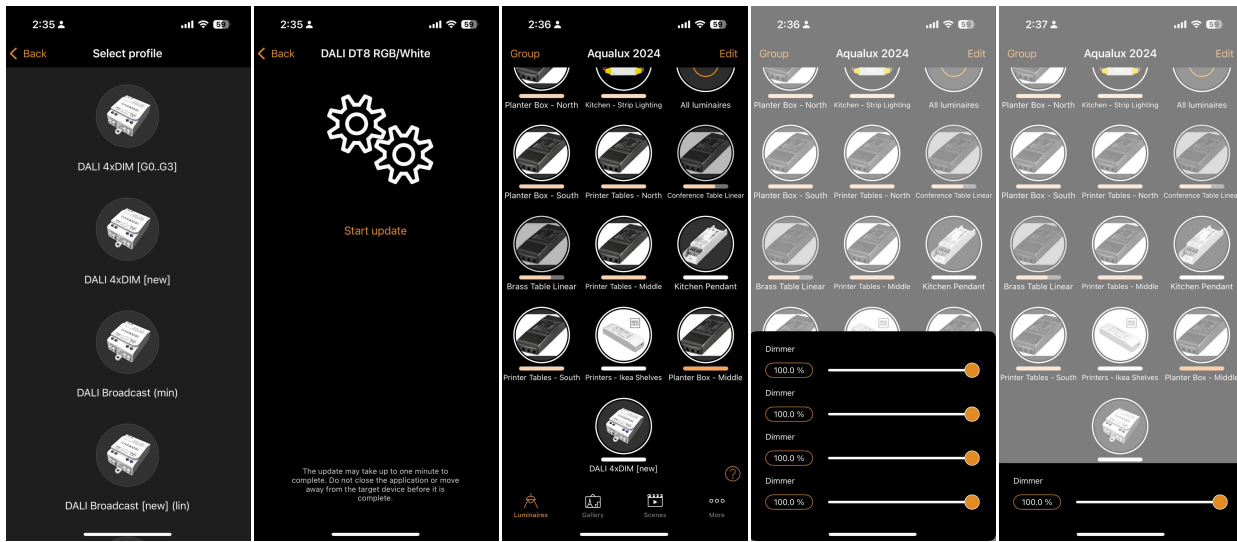 2:35
59
Back
Select profile
DALI 4xDIM [G0..G3]
DALI 4xDIM [new]
DALI Broadcast (min)
DALI Broadcast [new] (lin)
2:35
59
Back
DALI DT8 RGB/White
Start update
The update may take up to one minute to
complete. Do not close the application or move
away from the target device before it is
complete.
2:36
59
Group
Aqualux 2024
Edit
Planter Box - North
Kitchen - Strip Lighting
All luminaires
Planter Box - South
Printer Tables - North
Conference Table Linear
Brass Table Linear
Printer Tables - Middle
Kitchen Pendant
Printer Tables - South
Printers - Ikea Shelves
Planter Box - Middle
DALI 4xDIM [new]
?
Luminaires
Gallery
Scenes
More
2:36
59
Group
Aqualux 2024
Edit
Planter Box - North
Kitchen - Strip Lighting
All luminaires
Planter Box - South
Printer Tables - North
Conference Table Linear
Brass Table Linear
Printer Tables - Middle
Kitchen Pendant
Dimmer
100.0 %
Dimmer
100.0 %
Dimmer
100.0 %
Dimmer
100.0 %
2:37
59
Group
Aqualux 2024
Edit
Planter Box - North
Kitchen - Strip Lighting
All luminaires
Planter Box - South
Printer Tables - North
Conference Table Linea
Brass Table Linear
Printer Tables - Middle
Kitchen Pendant
Printer Tables - South
Printers - Ikea Shelves
Planter Box - Middle
Dimmer
100.0 %